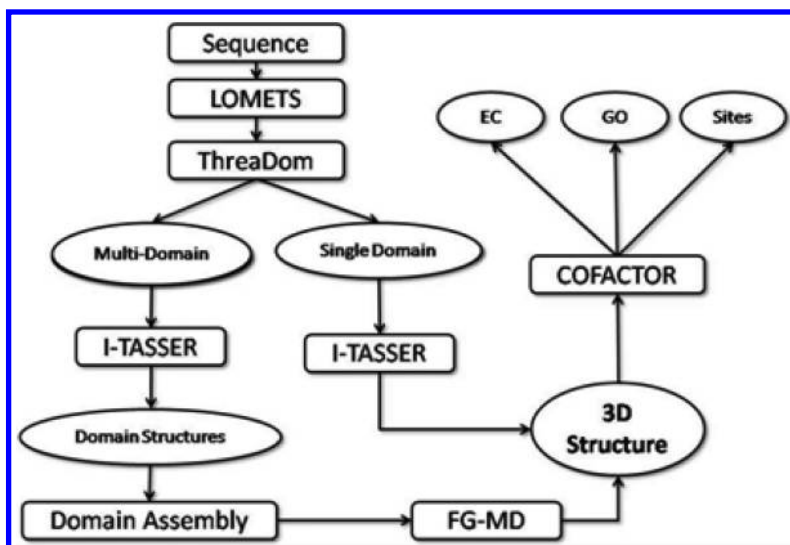 Sequence
LOMETS
ThreaDom
EC
GO
Sites
Multi-Domain
Single Domain
COFACTOR
I-TASSER
I-TASSER
3D
Structure
Domain Structures
Domain Assembly
FG-MD